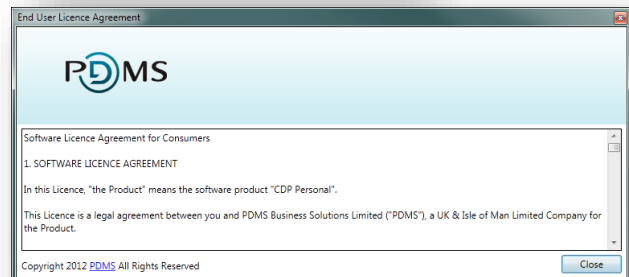 End User Licence Agreement
PDMS
Software Licence Agreement for Consumers
1. SOFTWARE LICENCE AGREEMENT
In this Licence, "the Product" means the software product "CDP Personal".
This Licence is a legal agreement between you and PDMS Business Solutions Limited ("PDMS"), a UK & Isle of Man Limited Company for
the Product.
Copyright 2012 PDMS All Rights Reserved
Close